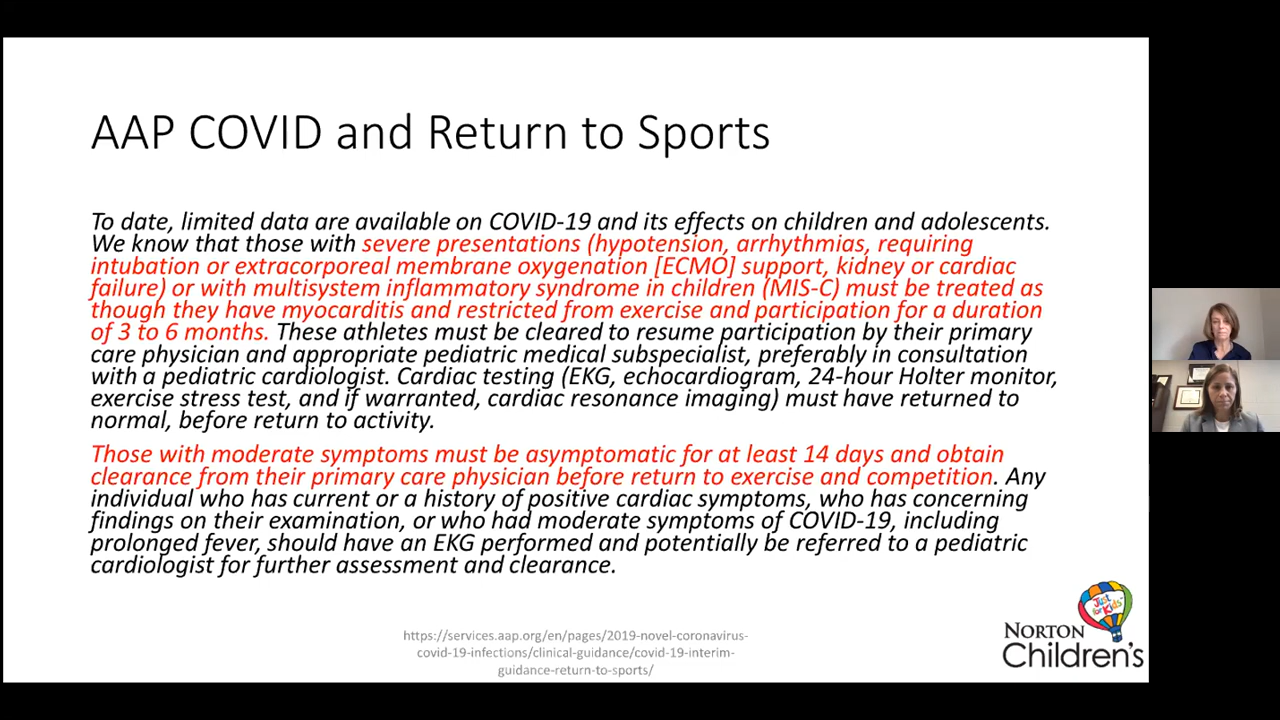 AAP COVID and Return to Sports
To date, limited data are available on COVID-19 and its effects on children and adolescents.
We know that those with severe presentations (hypotension, arrhythmias, requiring
intubation or extracorporeal membrane oxygenation [ECMO] support, kidney or cardiac
failure) or with multisystem inflammatory syndrome in children (MIS-C) must be treated as
though they have myocarditis and restricted from exercise and participation for a duration
of 3 to 6 months. These athletes must be cleared to resume participation by their primary
care physician and appropriate pediatric medical subspecialist, preferably in consultation
with a pediatric cardiologist. Cardiac testing (EKG, echocardiogram, 24-hour Holter monitor,
exercise stress test, and if warranted, cardiac resonance imaging) must have returned to
normal, before return to activity.
Those with moderate symptoms must be asymptomatic for at least 14 days and obtain
clearance from their primary care physician before return to exercise and competition. Any
individual who has current or a history of positive cardiac symptoms, who has concerning
findings on their examination, or who had moderate symptoms of COVID-19, including
prolonged fever, should have an EKG performed and potentially be referred to a pediatric
cardiologist for further assessment and clearance.
https://services.aap.org/en/pages/2019-novel-coronavirus-
covid-19-infections/clinical-guidance/covid-19-interim-
guidance-return-to-sports/
Just
for Kids
NORTON
Children's